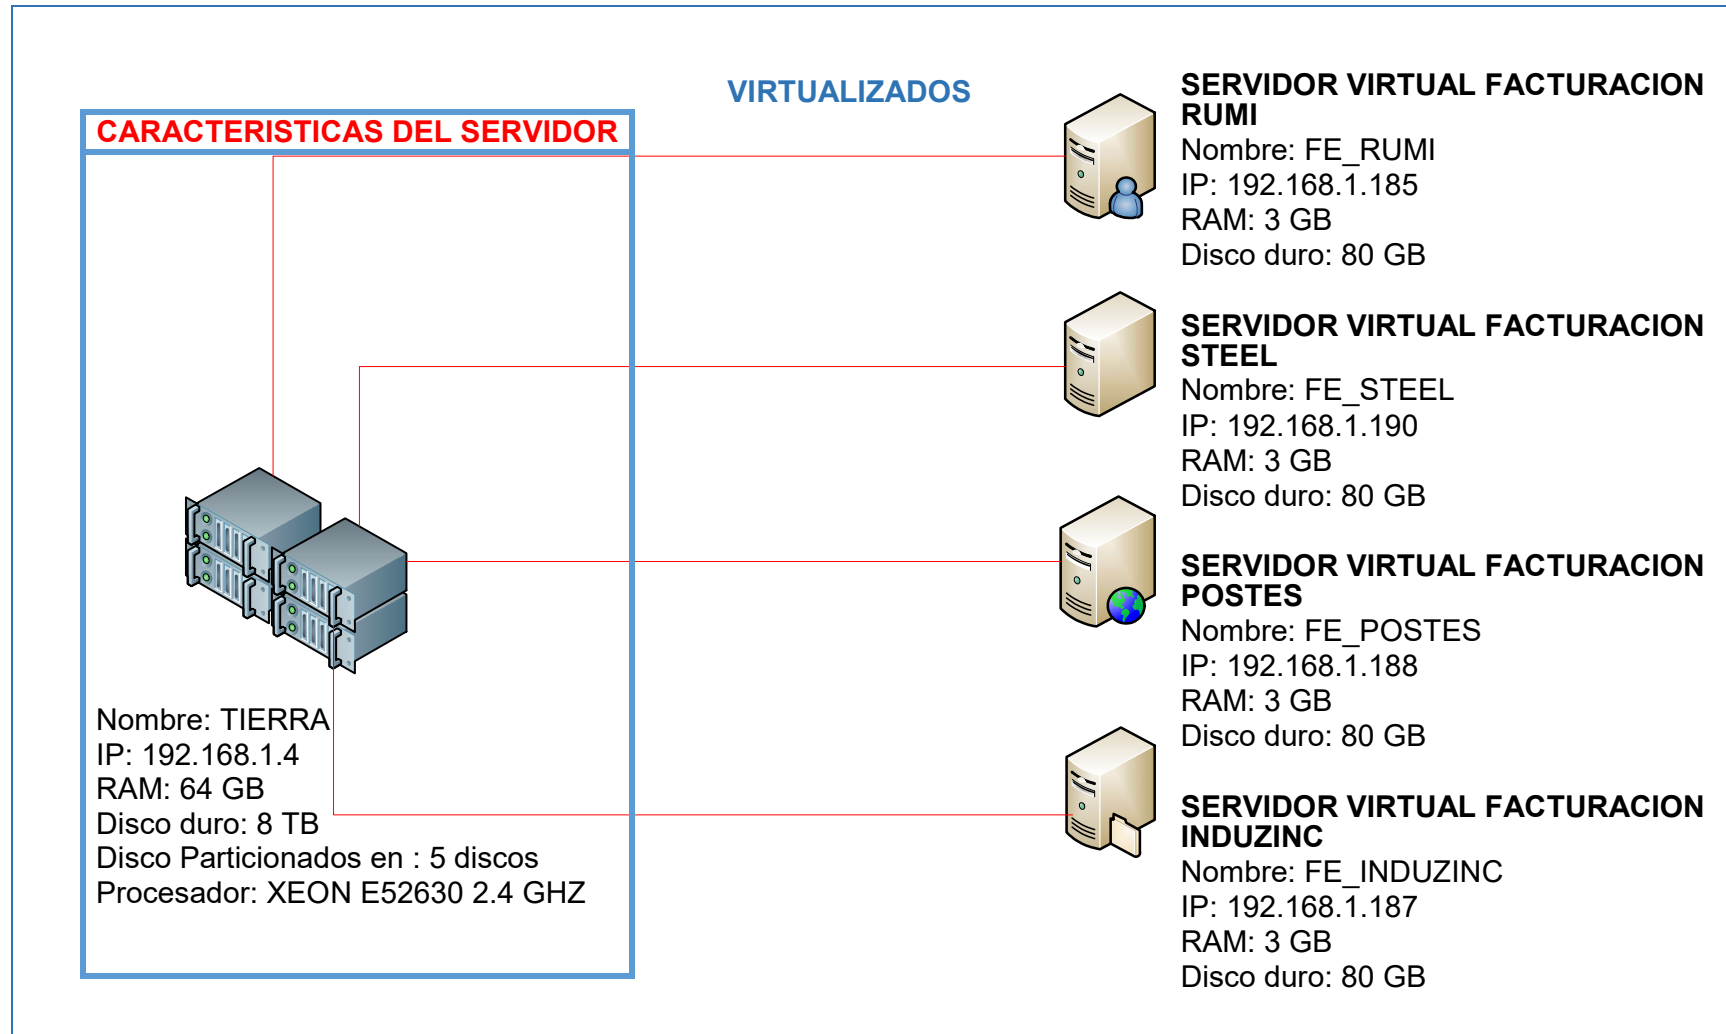 VIRTUALIZADOS
CARACTERISTICAS DEL SERVIDOR
Nombre: TIERRA
IP: 192.168.1.4
RAM: 64 GB
Disco duro: 8 TB
Disco Particionados en : 5 discos
Procesador: XEON E52630 2.4 GHZ
SERVIDOR VIRTUAL FACTURACION
RUMI
Nombre: FE_RUMI
IP: 192.168.1.185
RAM: 3 GB
Disco duro: 80 GB
SERVIDOR VIRTUAL FACTURACION
STEEL
Nombre: FE_STEEL
IP: 192.168.1.190
RAM: 3 GB
Disco duro: 80 GB
SERVIDOR VIRTUAL FACTURACION
POSTES
Nombre: FE_POSTES
IP: 192.168.1.188
RAM: 3 GB
Disco duro: 80 GB
SERVIDOR VIRTUAL FACTURACION
INDUZINC
Nombre: FE_INDUZINC
IP: 192.168.1.187
RAM: 3 GB
Disco duro: 80 GB